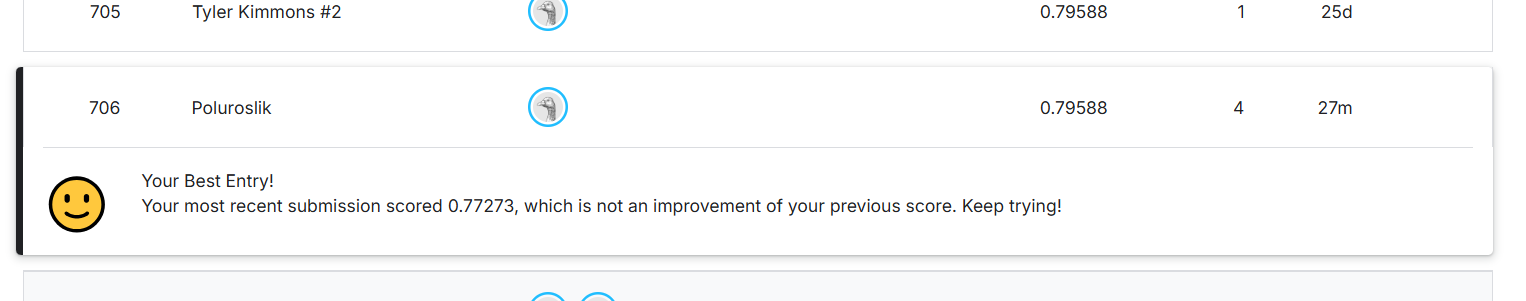 705 Tyler Kimmons #2 0.79588 1 25d
706 Poluroslik 0.79588 4 27m
Your Best Entry!
Your most recent submission scored 0.77273, which is not an improvement of your previous score. Keep trying!